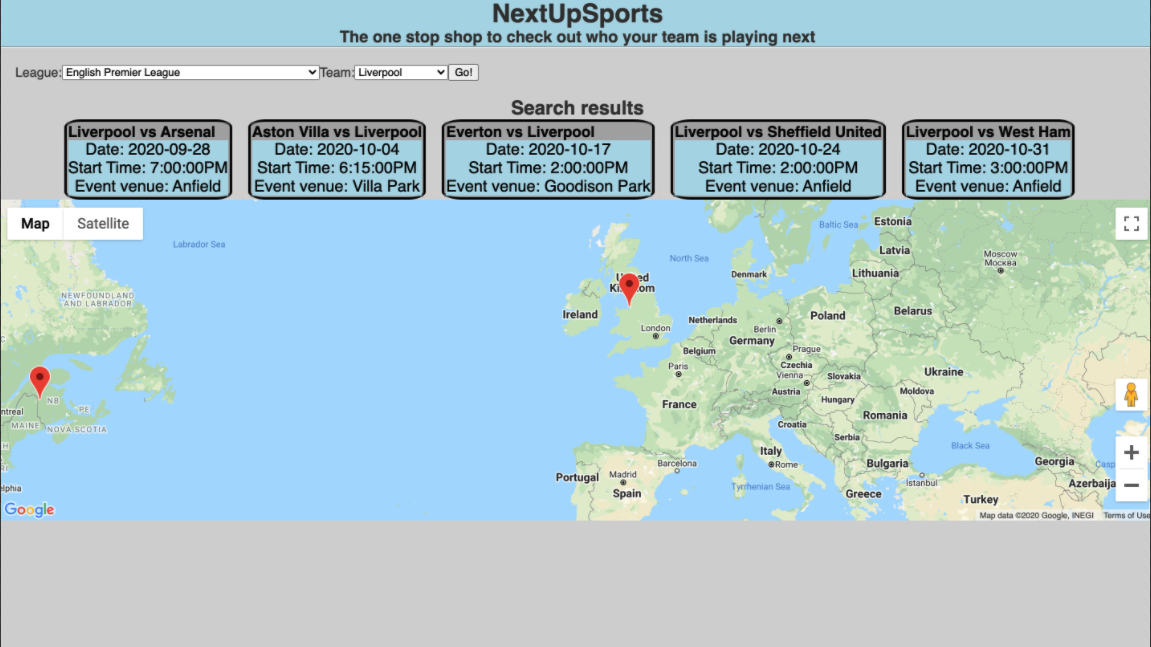 NextUpSports
The one stop shop to check out who your team is playing next
League: English Premier League Team: Liverpool Go!
Search results
Liverpool vs Arsenal
Date: 2020-09-28
Start Time: 7:00:00PM
Event venue: Anfield
Aston Villa vs Liverpool
Date: 2020-10-04
Start Time: 6:15:00PM
Event venue: Villa Park
Everton vs Liverpool
Date: 2020-10-17
Start Time: 2:00:00PM
Event venue: Goodison Park
Liverpool vs Sheffield United
Date: 2020-10-24
Start Time: 2:00:00PM
Event venue: Anfield
Liverpool vs West Ham
Date: 2020-10-31
Start Time: 3:00:00PM
Event venue: Anfield
Map Satellite
Labrador Sea
Baltic Sea
Estonia
Latvia
Moscow
Москва
North Sea
Denmark
Lithuania
NEWFOUNDLAND
AND LABRADOR
Ireland
Netherlands
Poland
Belarus
London
Berlin
Germany
Belgium
Prague
Czechia
Paris
Vienna
Slovakia
Ukraine
Austria
Hungary
Moldova
NB
PE
France
Romania
MAINE
NOVA SCOTIA
Croatia
Serbia
Italy
Black Sea
Rome
Barcelona
Bulgaria
Georgia
Portugal
Madrid
Spain
Tyrrhenian Sea
Istanbul
Azerbaija
Greece
Turkey
Google
Map data ©2020 Google, INEGI Terms of Use